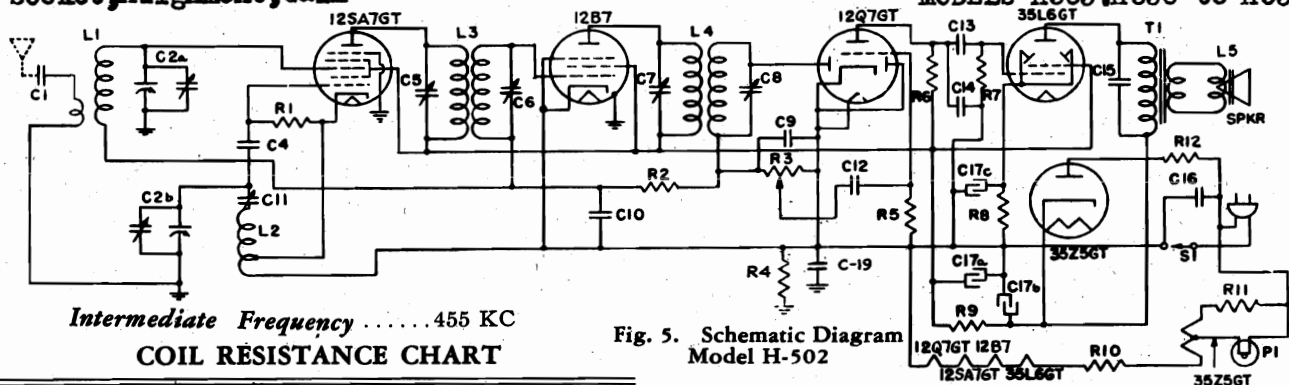 12SA7GT
12B7
12Q7GT
35L6GT
L1
L3
L4
C13
T1
L5
C2a
C5
C6
C7
C8
C1
R6
C14
R7
C15
R1
C9
SPKR
C4
R3
R12
R2
C12
C16
C2b
C11
C17c
R5
R8
C10
L2
35Z5GT
R4
C-19
C17a
S1
C17b
R11
Intermediate Frequency ...... 455 KC
Fig. 5. Schematic Diagram
R9
COIL RESISTANCE CHART
Model H-502
12Q7GT 12B7
R10
P1
12SA7GT 35L6GT
35Z5GT